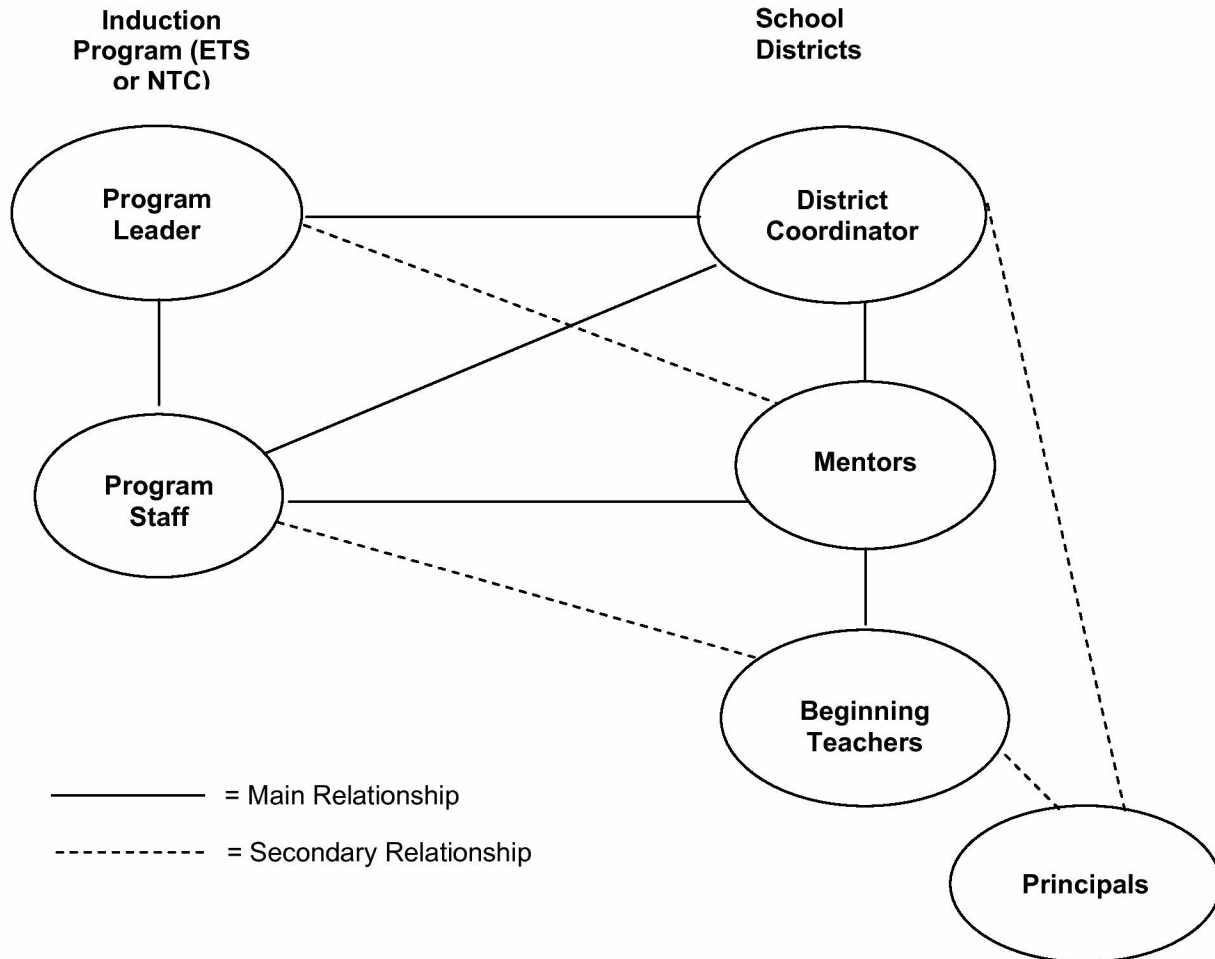 Induction
Program (ETS
or NTC)
School
Districts
Program
Leader
District
Coordinator
Program
Staff
Mentors
Beginning
Teachers
= Main Relationship
= Secondary Relationship
Principals